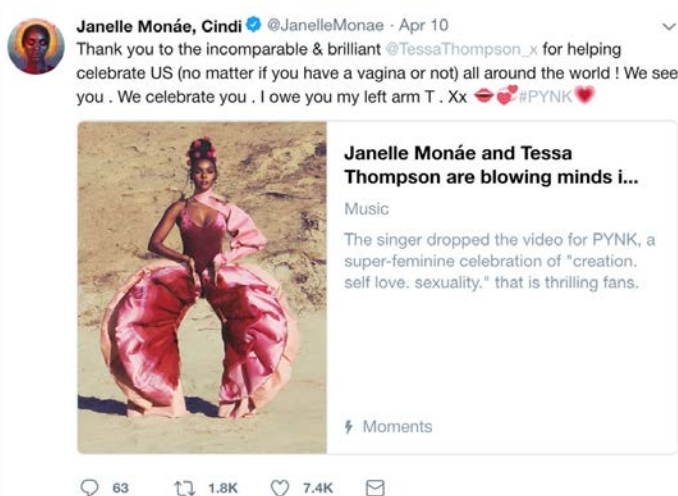 Janelle Monáe, Cindi @JanelleMonae · Apr 10
Thank you to the incomparable & brilliant @TessaThompson_x for helping
celebrate US (no matter if you have a vagina or not) all around the world ! We see
you . We celebrate you . I owe you my left arm T . Xx 👄💞#PYNK💗
Janelle Monáe and Tessa
Thompson are blowing minds i...
Music
The singer dropped the video for PYNK, a
super-feminine celebration of "creation.
self love. sexuality." that is thrilling fans.
Moments
63 1.8K 7.4K